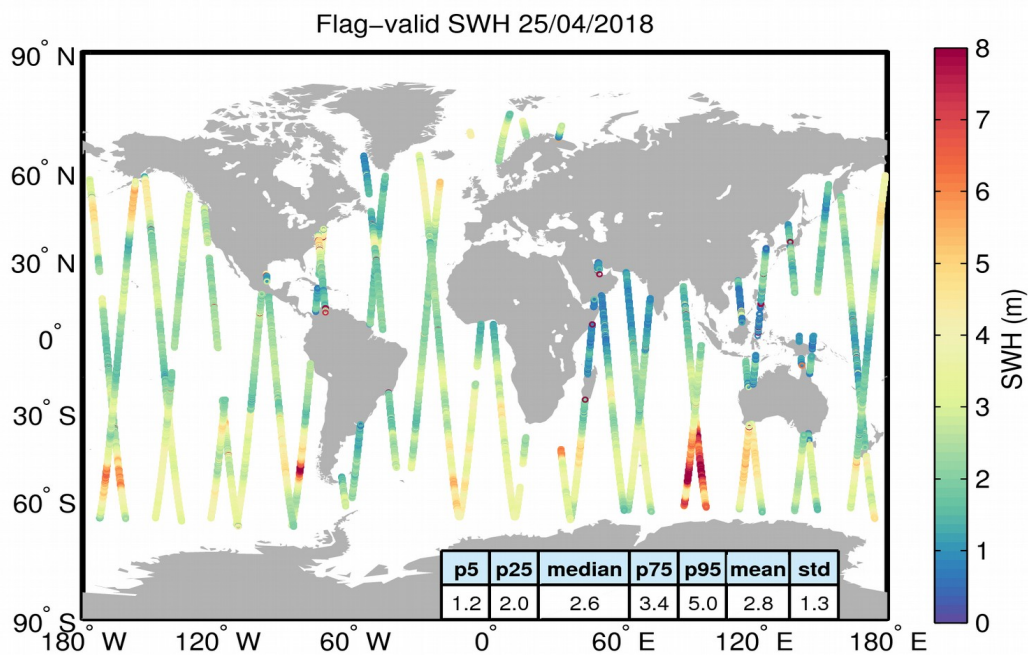 Flag−valid SWH 25/04/2018
90° N
60° N
30° N
0°
30° S
60° S
90° S
180° W
120° W
60° W
0°
60° E
120° E
180° E
p5 p25 median p75 p95 mean std
1.2 2.0 2.6 3.4 5.0 2.8 1.3
8
7
6
5
4
3
2
1
0
SWH (m)